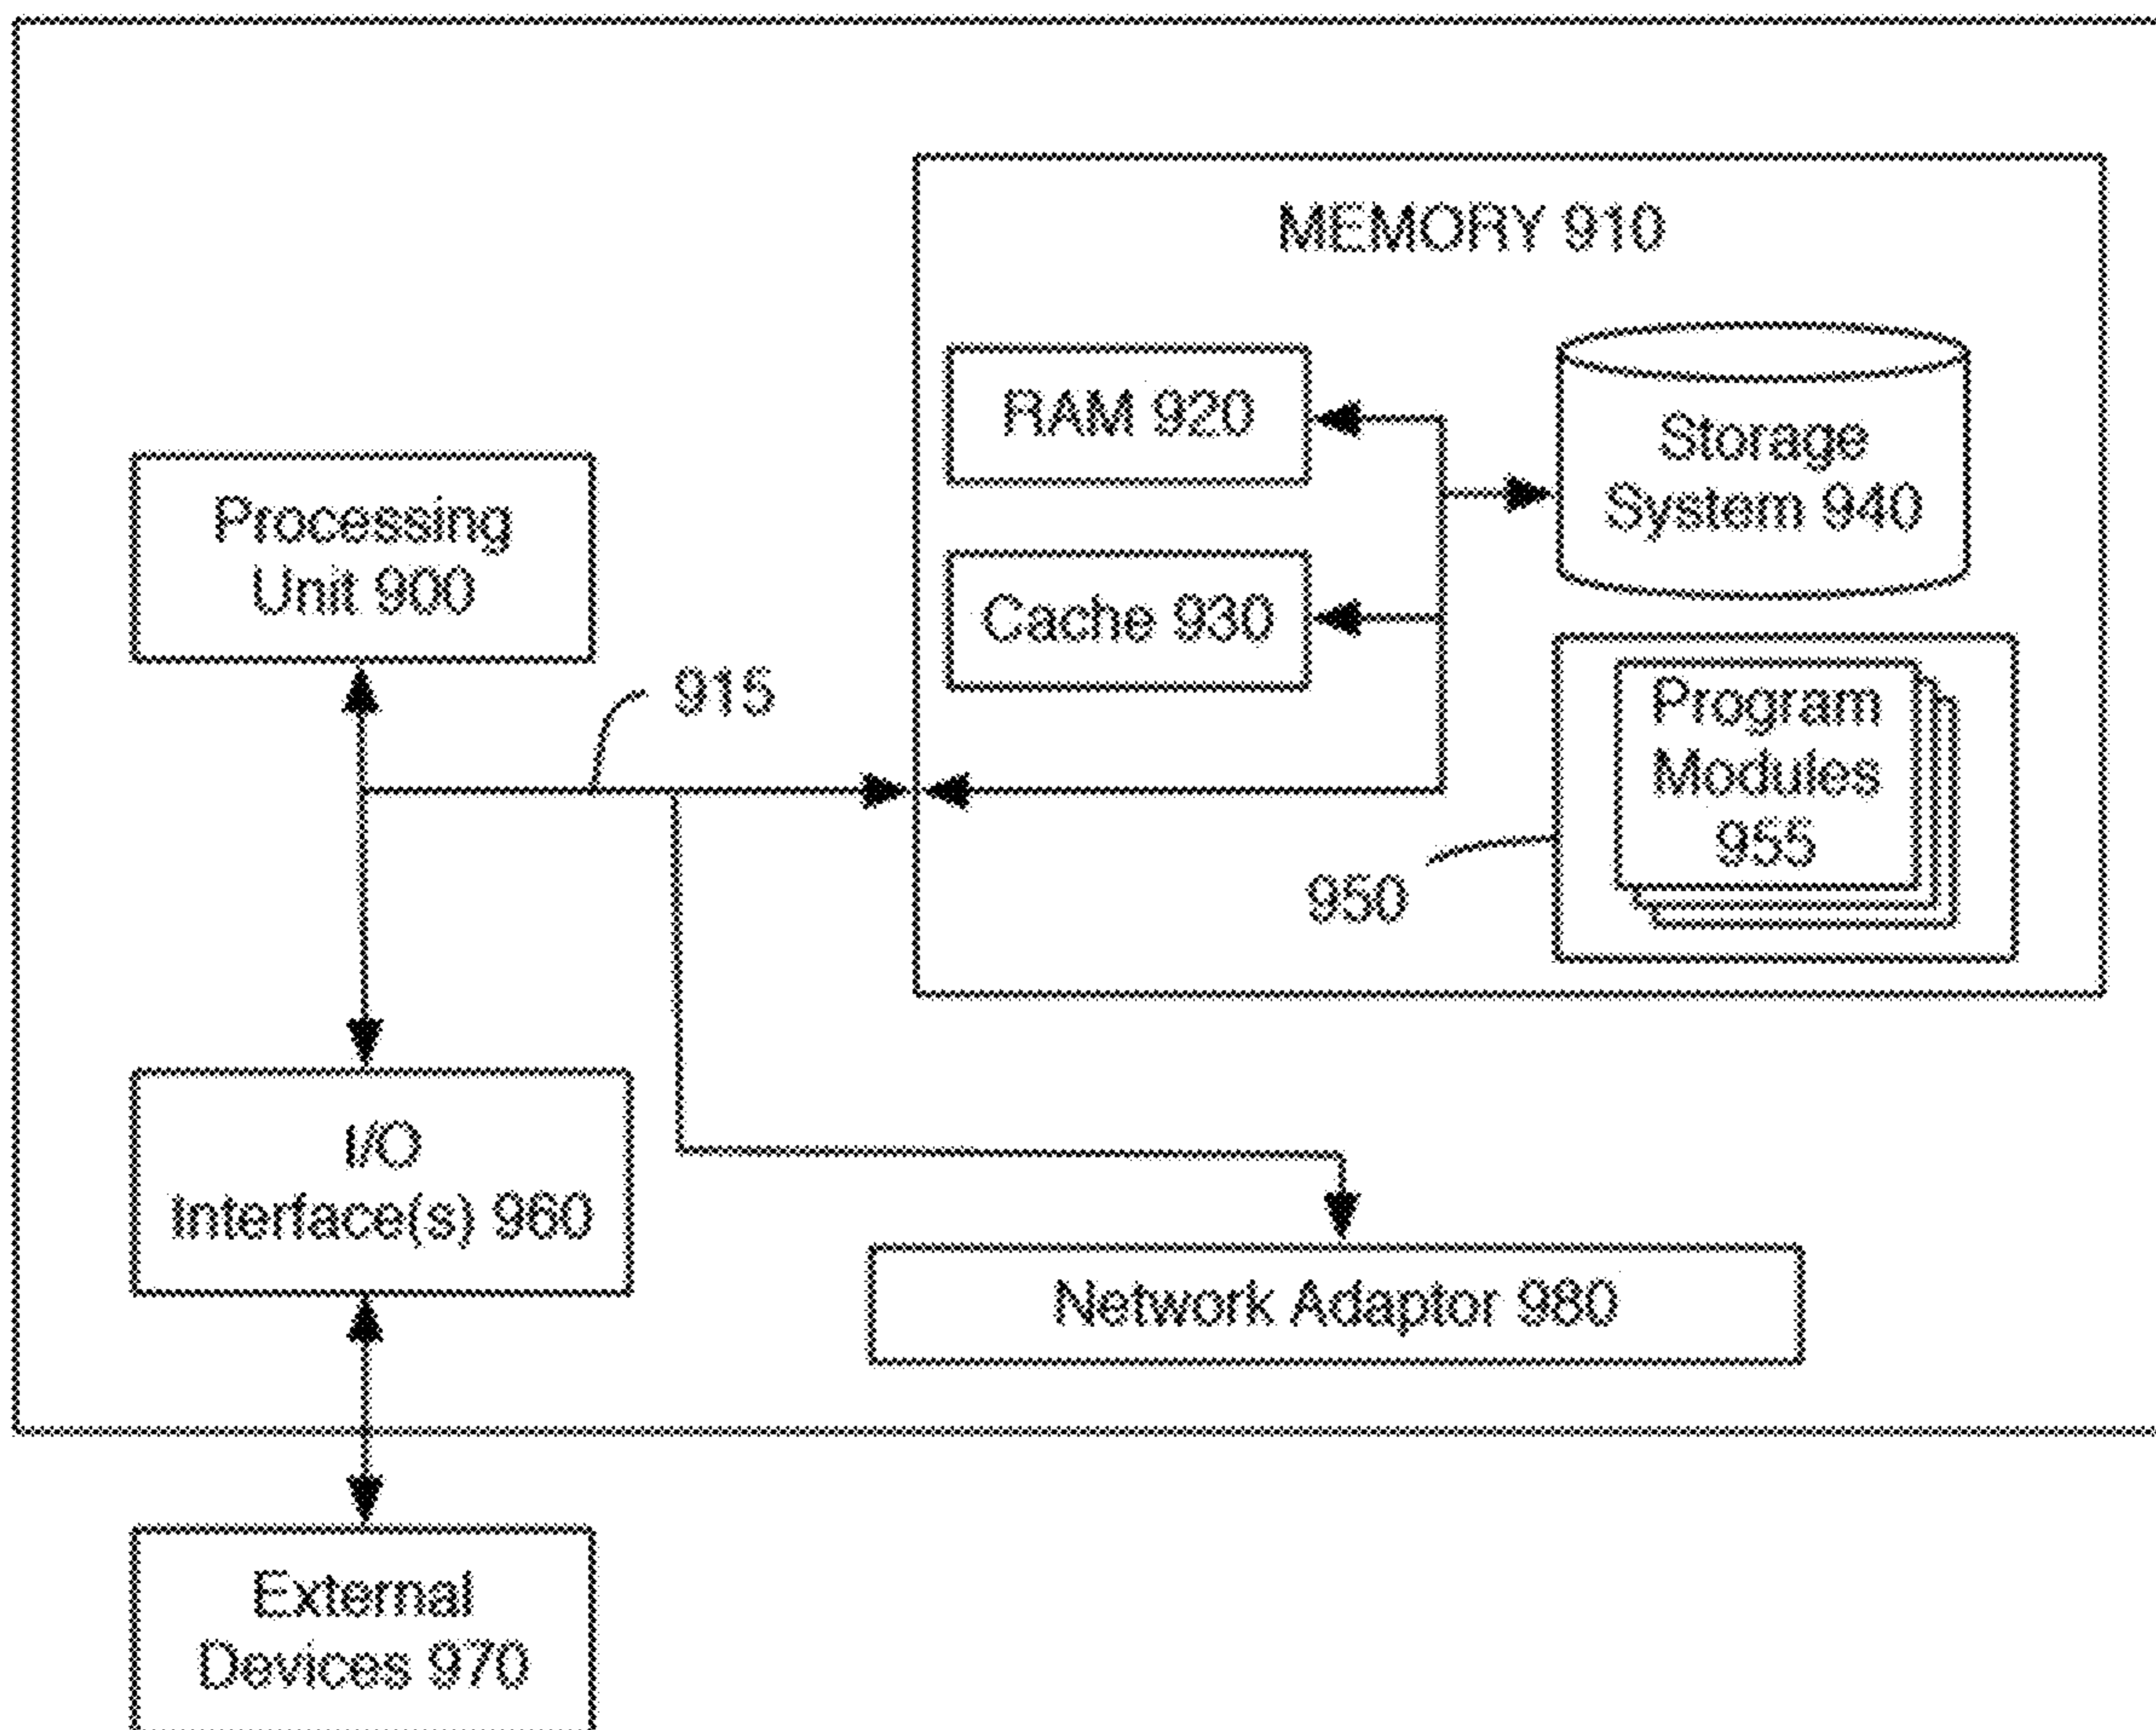 MEMORY 910
RAM 920
Storage
System 940
Processing
Unit 900
Cache 930
915
Program
Modules
955
950
I/O
Interface(s) 960
Network Adaptor 980
External
Devices 970